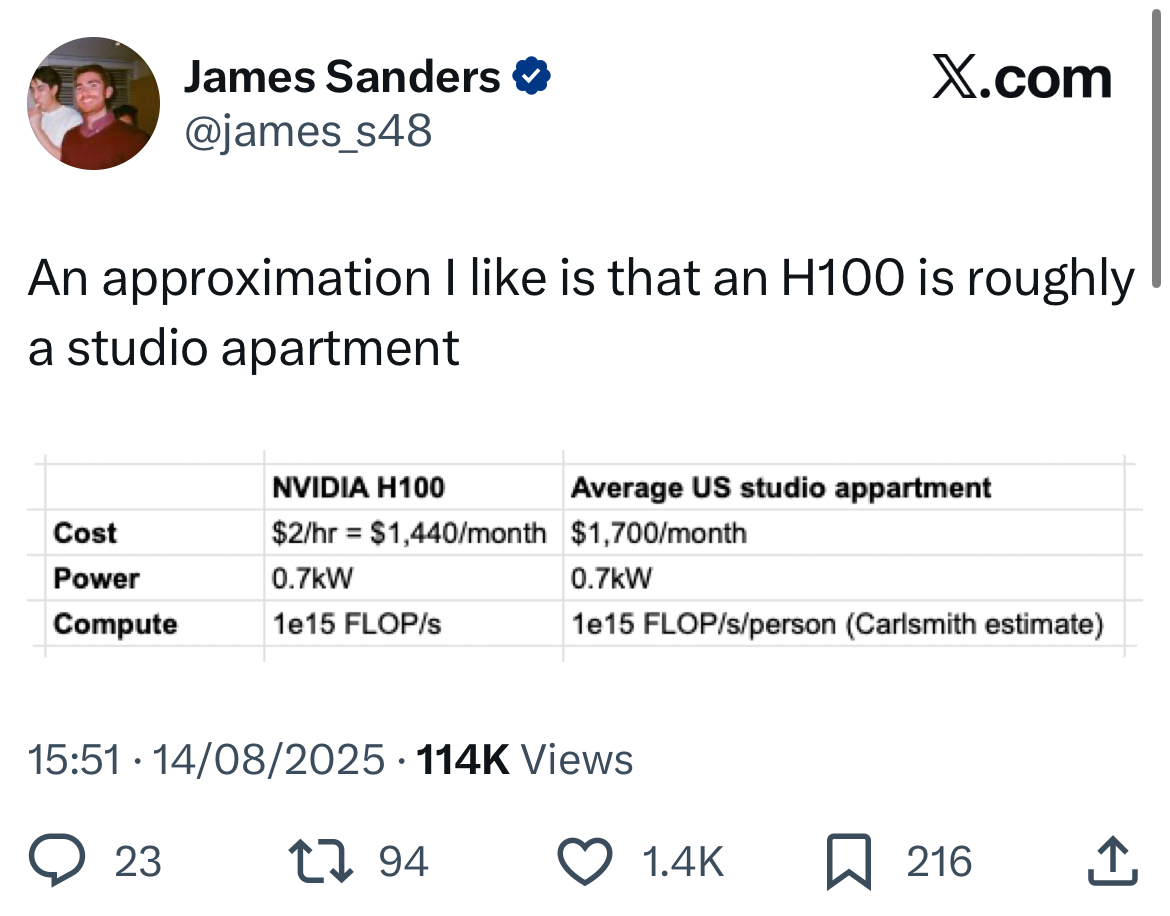 James Sanders
X.com
@james_s48
An approximation I like is that an H100 is roughly
a studio apartment
NVIDIA H100 Average US studio appartment
Cost $2/hr = $1,440/month $1,700/month
Power 0.7kW 0.7kW
Compute 1e15 FLOP/s 1e15 FLOP/s/person (Carlsmith estimate)
15:51 · 14/08/2025 · 114K Views
23 94 1.4K 216